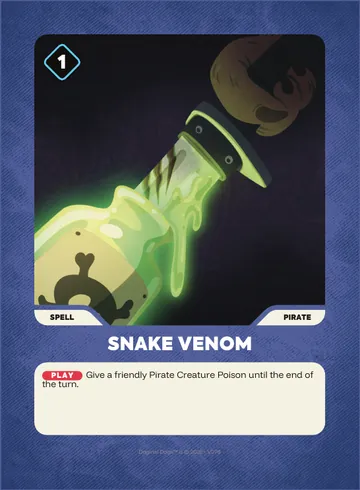 1
SPELL
PIRATE
SNAKE VENOM
PLAY Give a friendly Pirate Creature Poison until the end of
the turn.